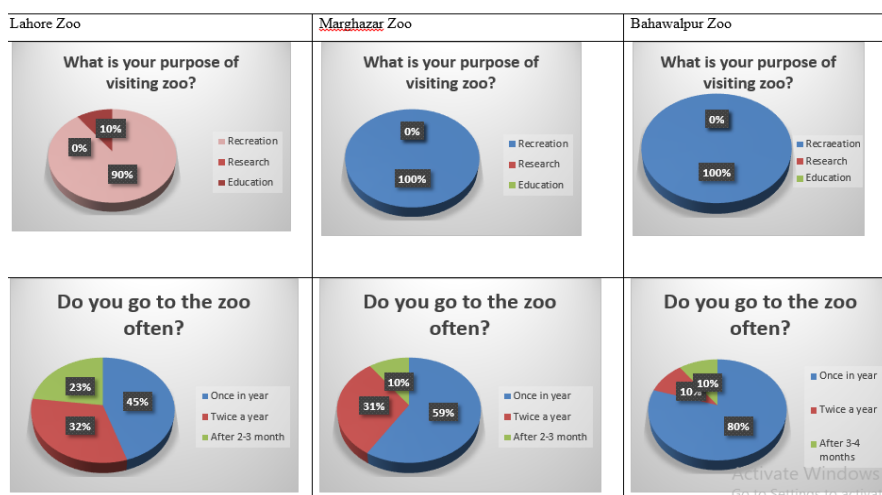 Lahore Zoo
Marghazar Zoo
Bahawalpur Zoo
What is your purpose of
visiting zoo?
10%
0%
90%
Recreation
Research
Education
What is your purpose of
visiting zoo?
0%
100%
Recreation
Research
Education
What is your purpose of
visiting zoo?
0%
100%
Recraeation
Research
Education
Do you go to the zoo
often?
23%
45%
32%
Once in year
Twice a year
After 2-3 month
Do you go to the zoo
often?
10%
31%
59%
Once in year
Twice a year
After 2-3 month
Do you go to the zoo
often?
10%
10%
80%
Once in year
Twice a year
After 3-4
months
Activate Windows
Go to Settings to